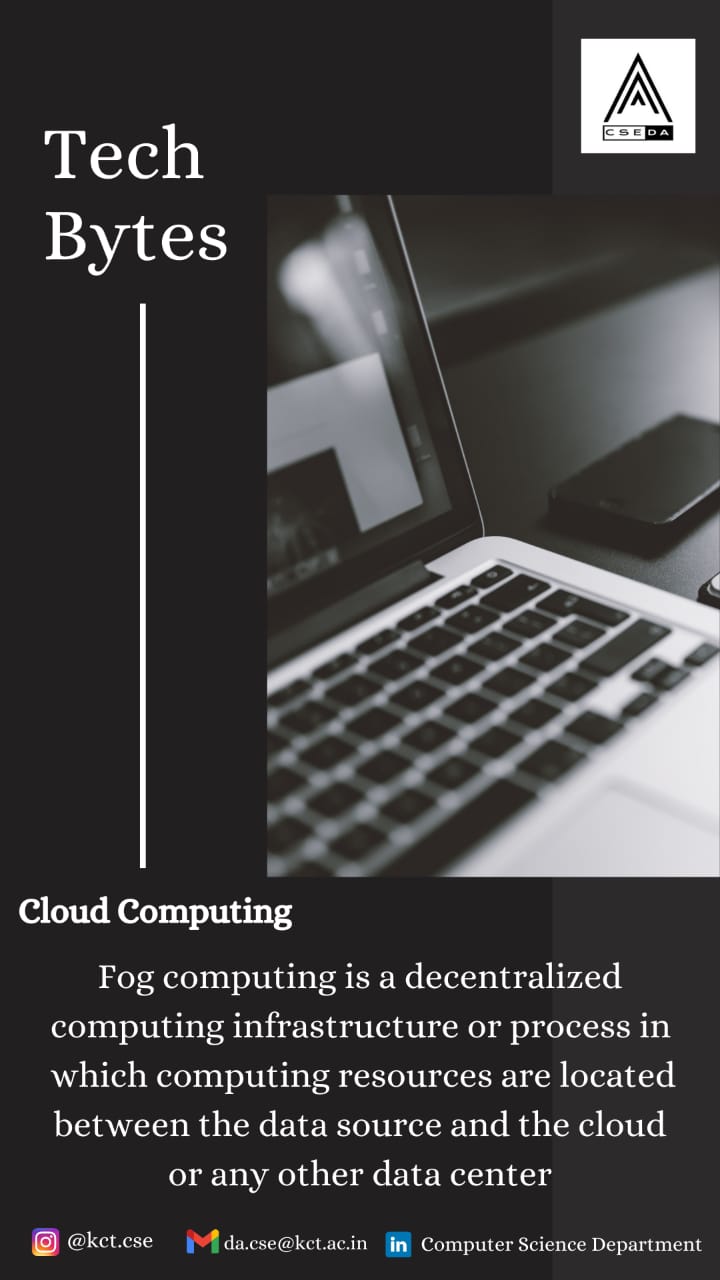 CSEDA
Tech
Bytes
Cloud Computing
Fog computing is a decentralized
computing infrastructure or process in
which computing resources are located
between the data source and the cloud
or any other data center
@kct.cse
da.cse@kct.ac.in
in Computer Science Department